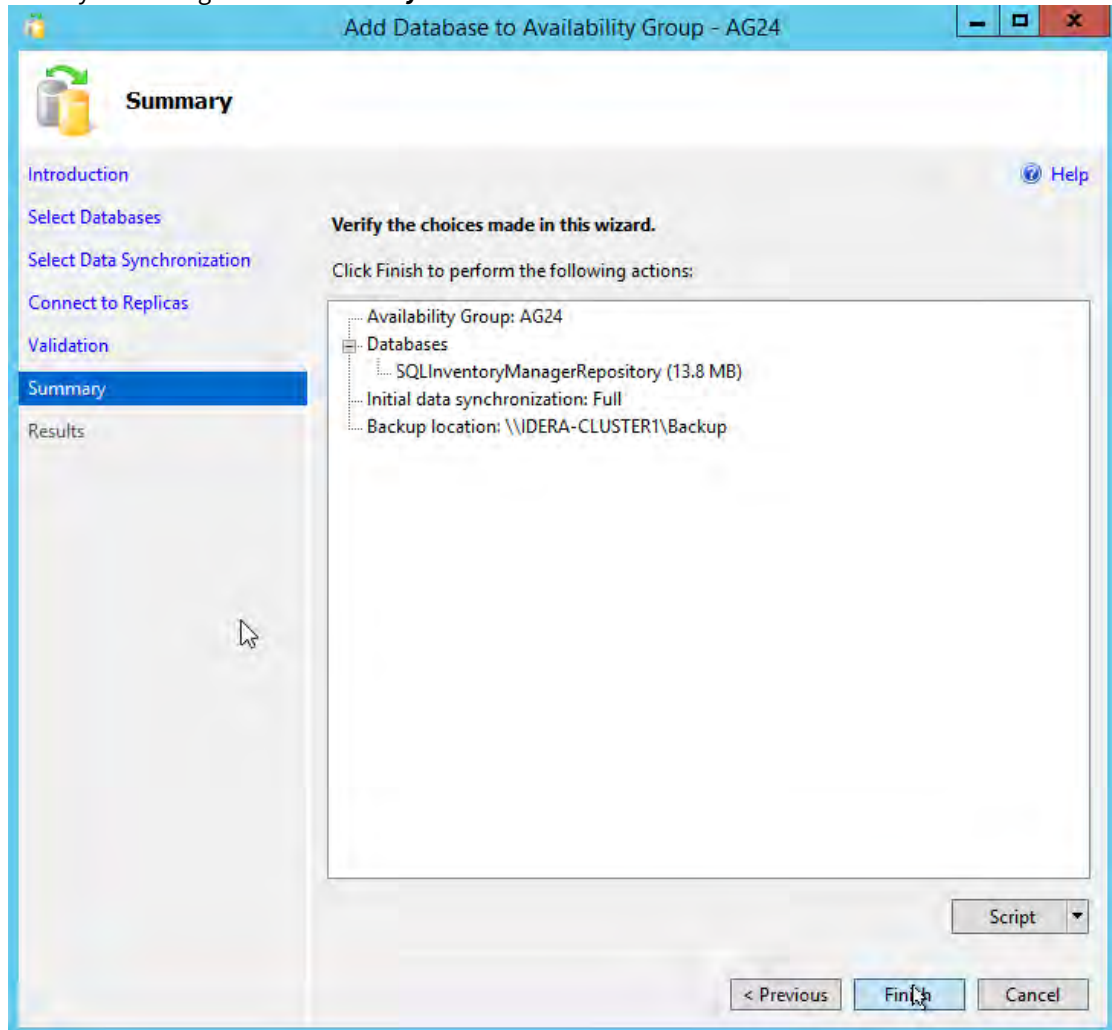 Add Database to Availability Group - AG24
Summary
Introduction
Help
Select Databases
Verify the choices made in this wizard.
Select Data Synchronization
Click Finish to perform the following actions:
Connect to Replicas
Availability Group: AG24
Validation
Databases
SQLInventoryManagerRepository (13.8 MB)
Summary
Initial data synchronization: Full
Results
Backup location: \\IDERA-CLUSTER1\Backup
Script
< Previous
Finish
Cancel